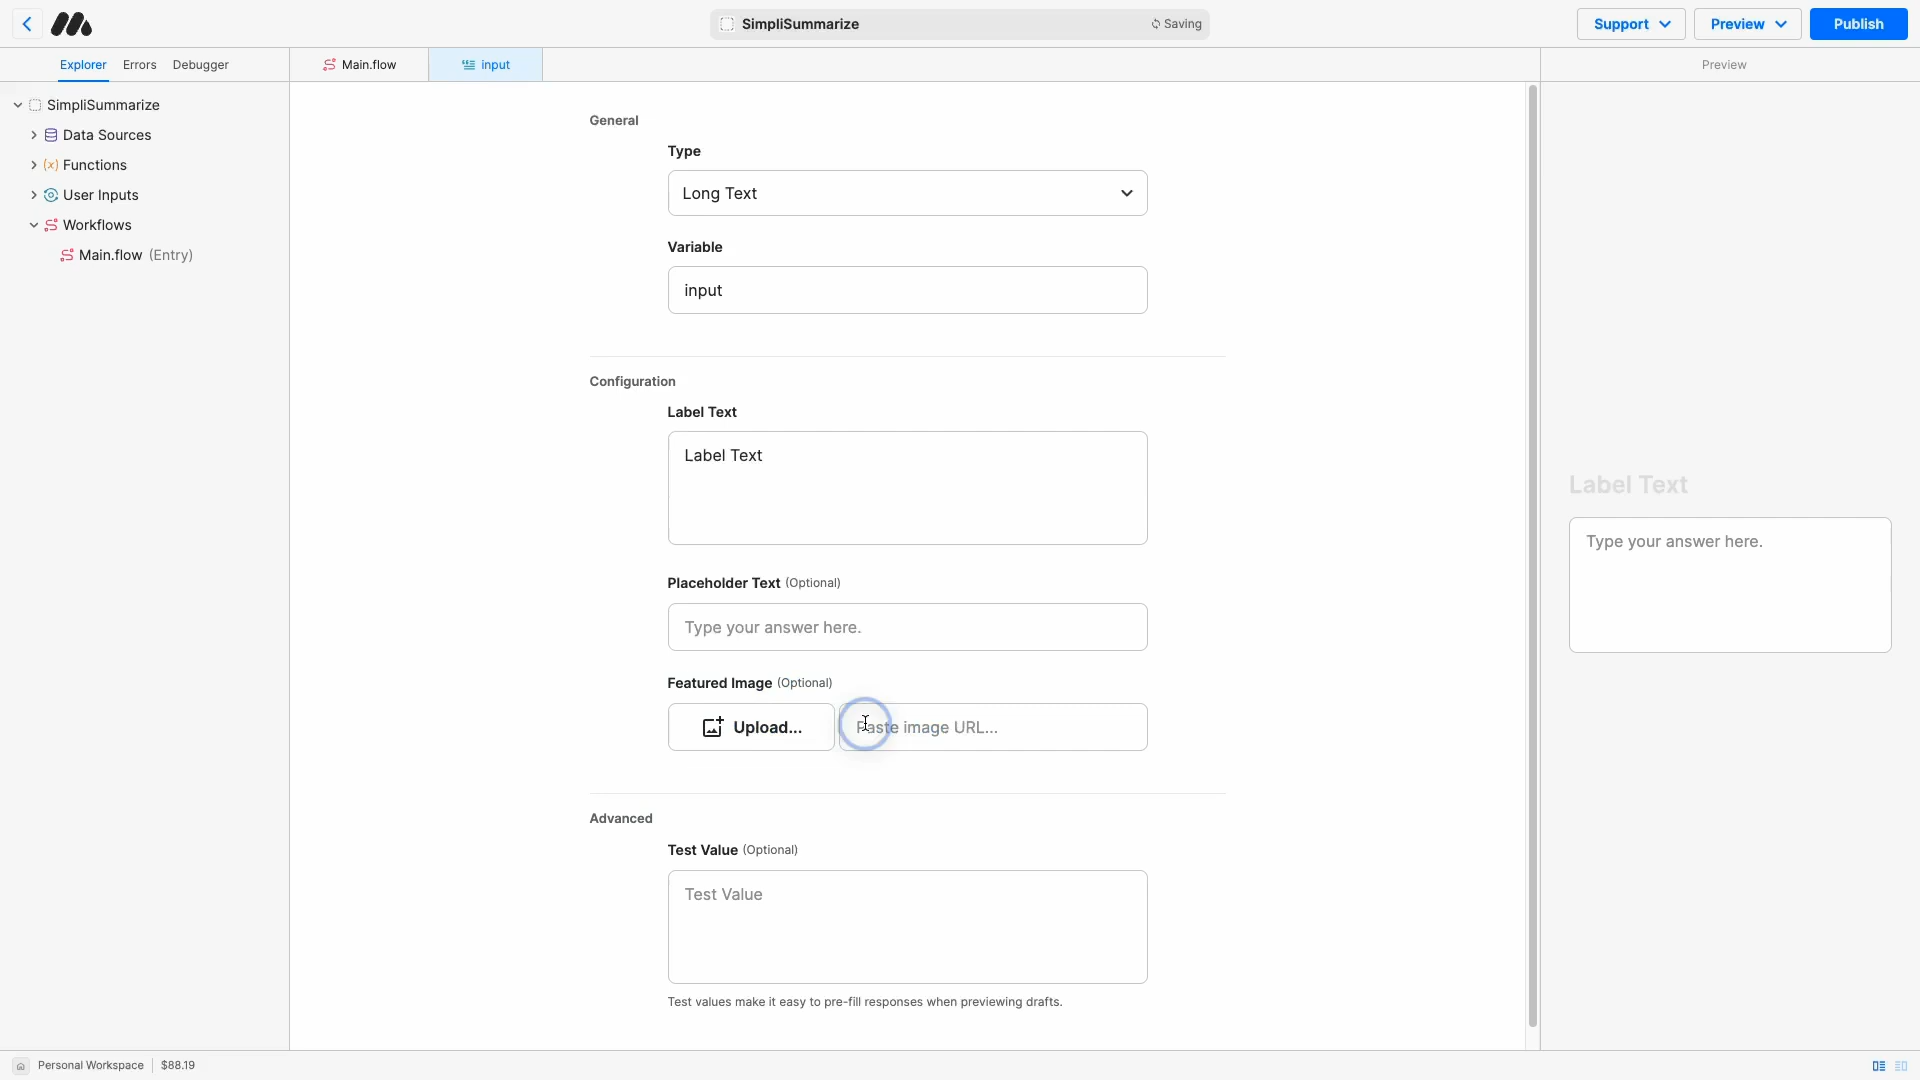 SimpliSummarize
Saving
Support
Preview
Publish
Explorer
Errors
Debugger
Main.flow
input
Preview
SimpliSummarize
Data Sources
(x) Functions
User Inputs
Workflows
Main.flow (Entry)
General
Type
Long Text
Variable
input
Configuration
Label Text
Label Text
Placeholder Text (Optional)
Type your answer here.
Featured Image (Optional)
Upload...
Paste image URL...
Advanced
Test Value (Optional)
Test Value
Test values make it easy to pre-fill responses when previewing drafts.
Label Text
Type your answer here.
Personal Workspace
$88.19